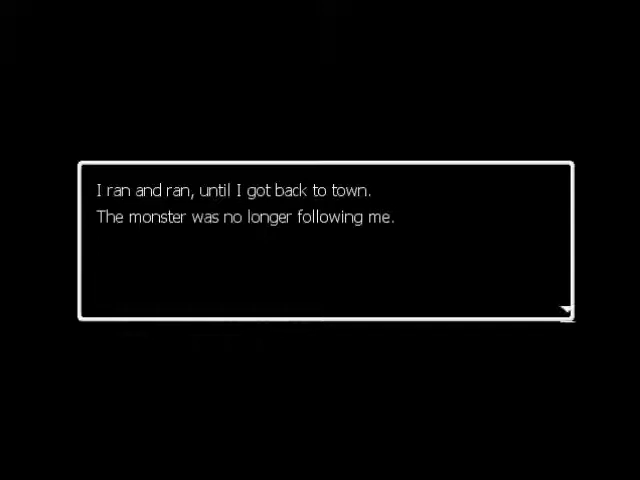 I ran and ran, until I got back to town.
The monster was no longer following me.